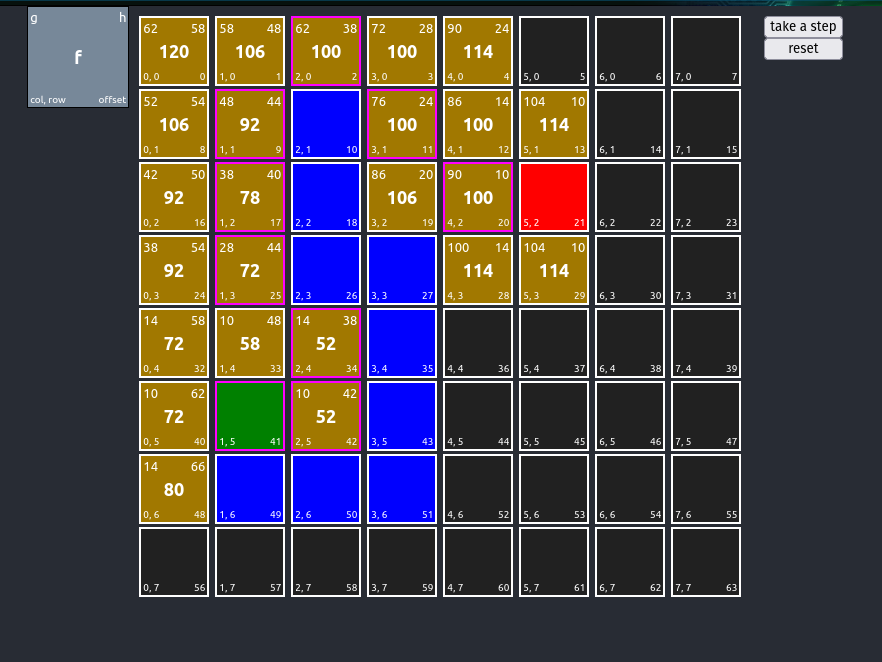 g h
f
col, row offset
take a step
reset
62 58 58 48 62 38 72 28 90 24
120 106 100 100 114
0, 0 0 1, 0 1 2, 0 2 3, 0 3 4, 0 4 5, 0 5 6, 0 6 7, 0 7
52 54 48 44 76 24 86 14 104 10
106 92 100 100 114
0, 1 8 1, 1 9 2, 1 10 3, 1 11 4, 1 12 5, 1 13 6, 1 14 7, 1 15
42 50 38 40 86 20 90 10
92 78 106 100
0, 2 16 1, 2 17 2, 2 18 3, 2 19 4, 2 20 5, 2 21 6, 2 22 7, 2 23
38 54 28 44 100 14 104 10
92 72 114 114
0, 3 24 1, 3 25 2, 3 26 3, 3 27 4, 3 28 5, 3 29 6, 3 30 7, 3 31
14 58 10 48 14 38
72 58 52
0, 4 32 1, 4 33 2, 4 34 3, 4 35 4, 4 36 5, 4 37 6, 4 38 7, 4 39
10 62 10 42
72 52
0, 5 40 1, 5 41 2, 5 42 3, 5 43 4, 5 44 5, 5 45 6, 5 46 7, 5 47
14 66
80
0, 6 48 1, 6 49 2, 6 50 3, 6 51 4, 6 52 5, 6 53 6, 6 54 7, 6 55
0, 7 56 1, 7 57 2, 7 58 3, 7 59 4, 7 60 5, 7 61 6, 7 62 7, 7 63